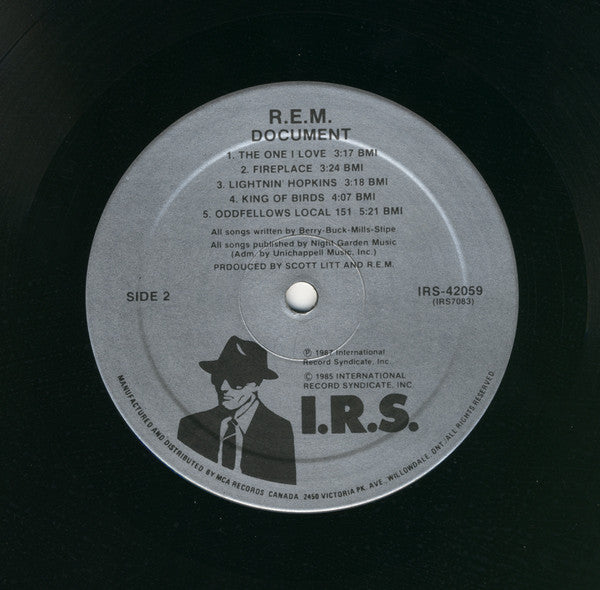 R.E.M.
DOCUMENT
1. THE ONE I LOVE 3:17 BMI
2. FIREPLACE 3:24 BMI
3. LIGHTNIN' HOPKINS 3:18 BMI
4. KING OF BIRDS 4:07 BMI
5. ODDFELLOWS LOCAL 151 5:21 BMI
All songs written by Berry-Buck-Mills-Stipe
All songs published by Night Garden Music
(Adm. by Unichappell Music, Inc.)
PRDOUCED BY SCOTT LITT AND R.E.M.
SIDE 2
IRS-42059
(IRS7083)
℗ 1987 International
Record Syndicate, Inc.
© 1985 INTERNATIONAL
RECORD SYNDICATE, INC.
I.R.S.
MANUFACTURED AND DISTRIBUTED BY MCA RECORDS CANADA 2450 VICTORIA PK. AVE., WILLOWDALE, ONT./ALL RIGHTS RESERVED.